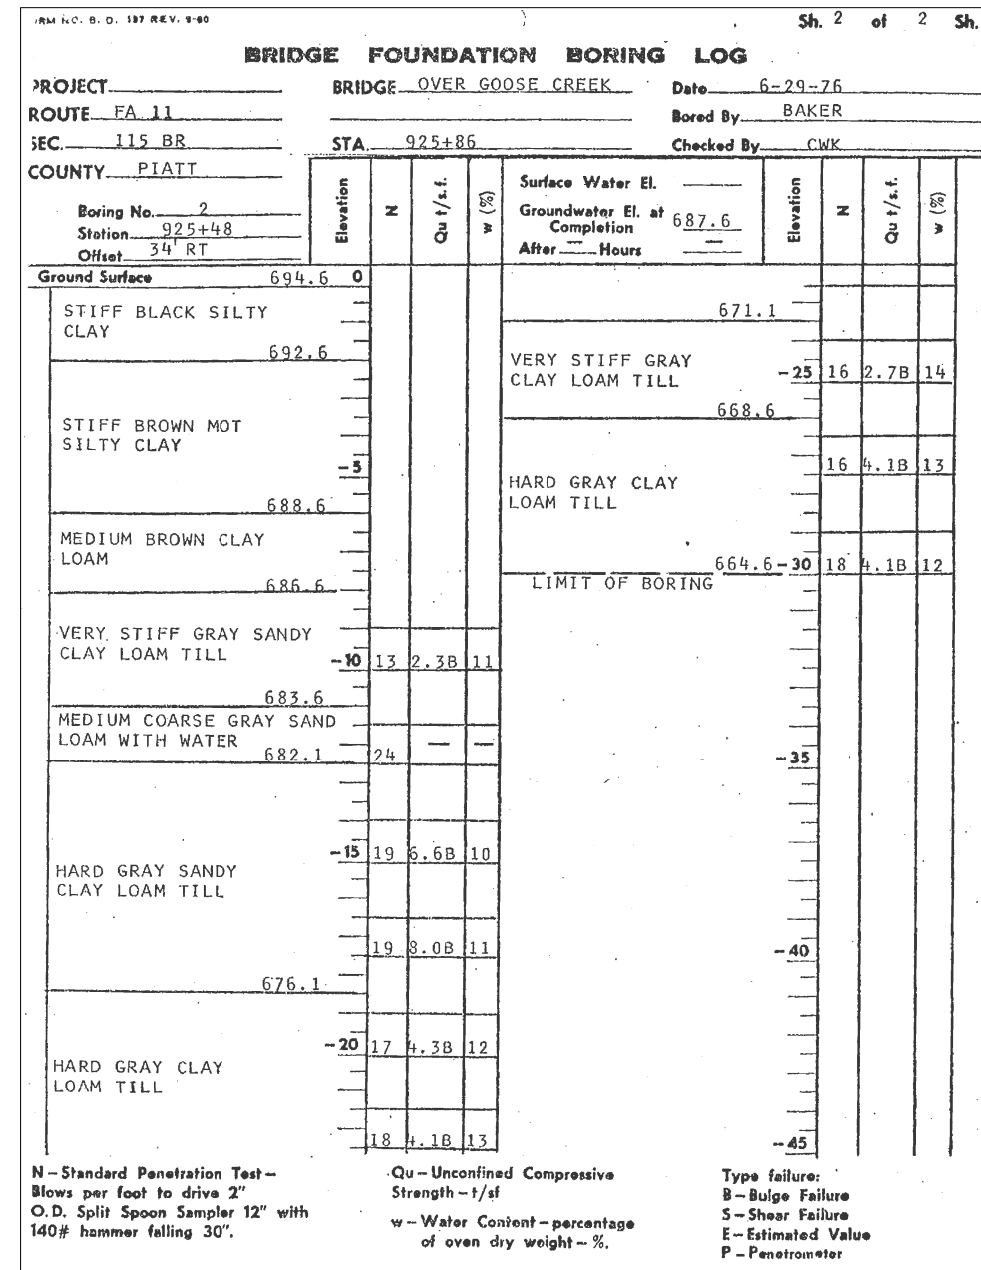 RM NO. B. D. 137 REV. 9-60
Sh. 2 of 2 Sh.
BRIDGE FOUNDATION BORING LOG
PROJECT
BRIDGE OVER GOOSE CREEK
Date 6-29-76
ROUTE FA 11
Bored By BAKER
SEC. 115 BR
STA. 925+86
Checked By CWK
COUNTY PIATT
Boring No. 2
Station 925+48
Offset 34' RT
Elevation
N
Qu t/s.f.
w (%)
Surface Water El.
Groundwater El. at Completion 687.6
After — Hours —
Elevation
N
Qu t/s.f.
w (%)
Ground Surface 694.6 0
STIFF BLACK SILTY
CLAY
692.6
STIFF BROWN MOT
SILTY CLAY
-5
688.6
MEDIUM BROWN CLAY
LOAM
686.6
VERY STIFF GRAY SANDY
CLAY LOAM TILL
-10 13 2.3B 11
683.6
MEDIUM COARSE GRAY SAND
LOAM WITH WATER
682.1 24 — —
-15 19 6.6B 10
HARD GRAY SANDY
CLAY LOAM TILL
19 8.0B 11
676.1
-20 17 4.3B 12
HARD GRAY CLAY
LOAM TILL
18 4.1B 13
671.1
VERY STIFF GRAY
CLAY LOAM TILL
-25 16 2.7B 14
668.6
16 4.1B 13
HARD GRAY CLAY
LOAM TILL
664.6 -30 18 4.1B 12
LIMIT OF BORING
-35
-40
-45
N - Standard Penetration Test -
Blows per foot to drive 2"
O.D. Split Spoon Sampler 12" with
140# hammer falling 30".
Qu - Unconfined Compressive
Strength - t/sf
w - Water Content - percentage
of oven dry weight - %.
Type failure:
B - Bulge Failure
S - Shear Failure
E - Estimated Value
P - Penetrometer